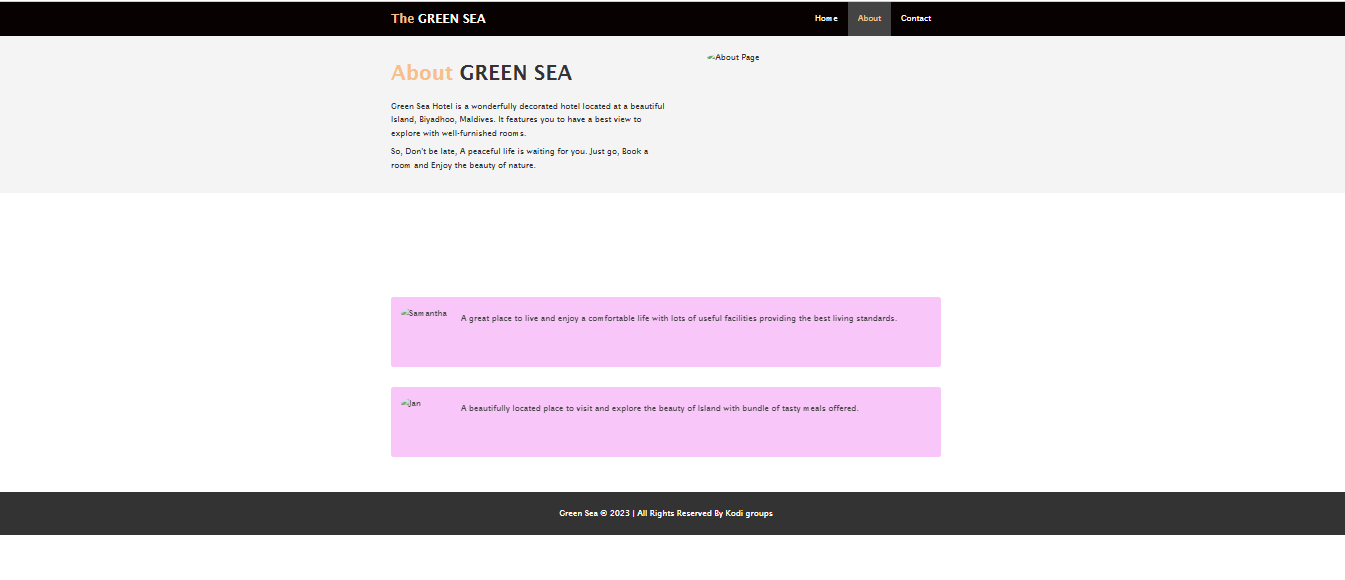 The GREEN SEA
Home About Contact
About GREEN SEA
Green Sea Hotel is a wonderfully decorated hotel located at a beautiful
Island, Biyadhoo, Maldives. It features you to have a best view to
explore with well-furnished rooms.
So, Don't be late, A peaceful life is waiting for you. Just go, Book a
room and Enjoy the beauty of nature.
About Page
Samantha
A great place to live and enjoy a comfortable life with lots of useful facilities providing the best living standards.
Jan
A beautifully located place to visit and explore the beauty of Island with bundle of tasty meals offered.
Green Sea © 2023 | All Rights Reserved By Kodi groups